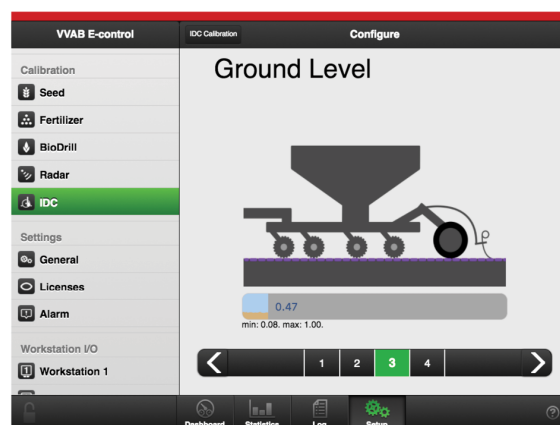 VVAB E-control
IDC Calibration
Configure
Calibration
Seed
Fertilizer
BioDrill
Radar
IDC
Settings
General
Licenses
Alarm
Workstation I/O
1 Workstation 1
Ground Level
0.47
min: 0.08. max: 1.00.
1 2 3 4
Dashboard Statistics Log Setup
?